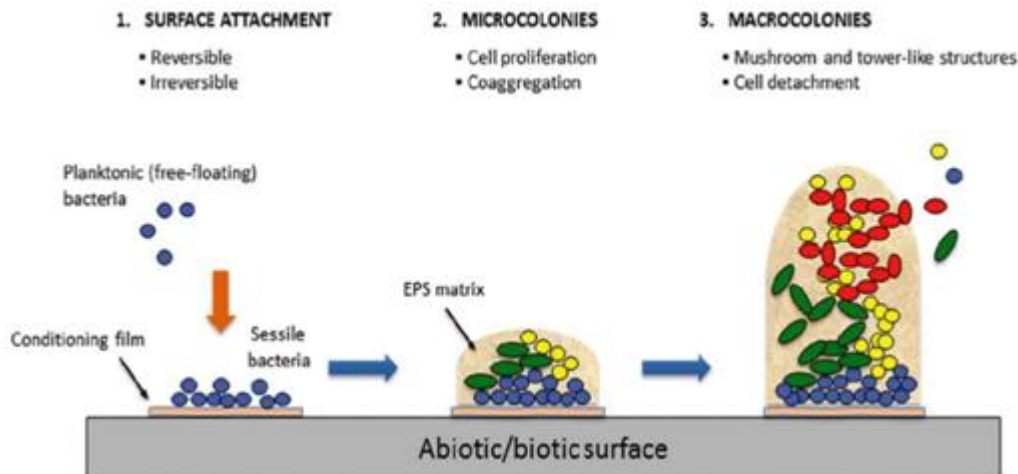 1. SURFACE ATTACHMENT
▪ Reversible
▪ Irreversible
2. MICROCOLONIES
▪ Cell proliferation
▪ Coaggregation
3. MACROCOLONIES
▪ Mushroom and tower-like structures
▪ Cell detachment
Planktonic (free-floating)
bacteria
Conditioning film
Sessile
bacteria
EPS matrix
Abiotic/biotic surface